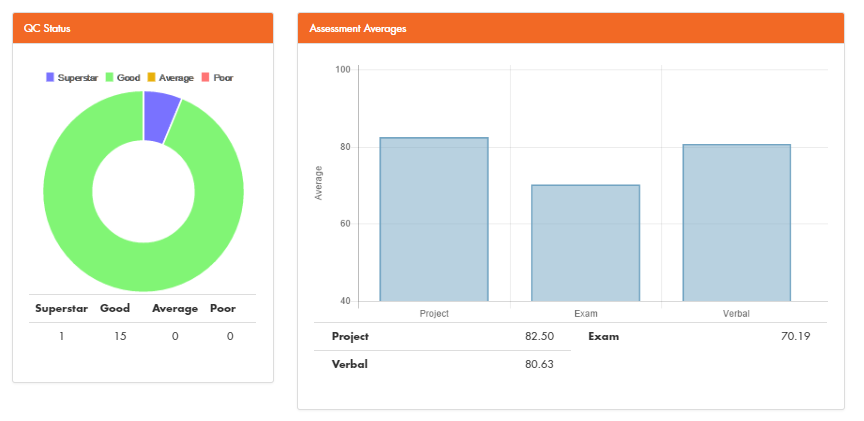 QC Status
Superstar Good Average Poor
Superstar Good Average Poor
1 15 0 0
Assessment Averages
100
80
60
40
Average
Project Exam Verbal
Project 82.50 Exam 70.19
Verbal 80.63